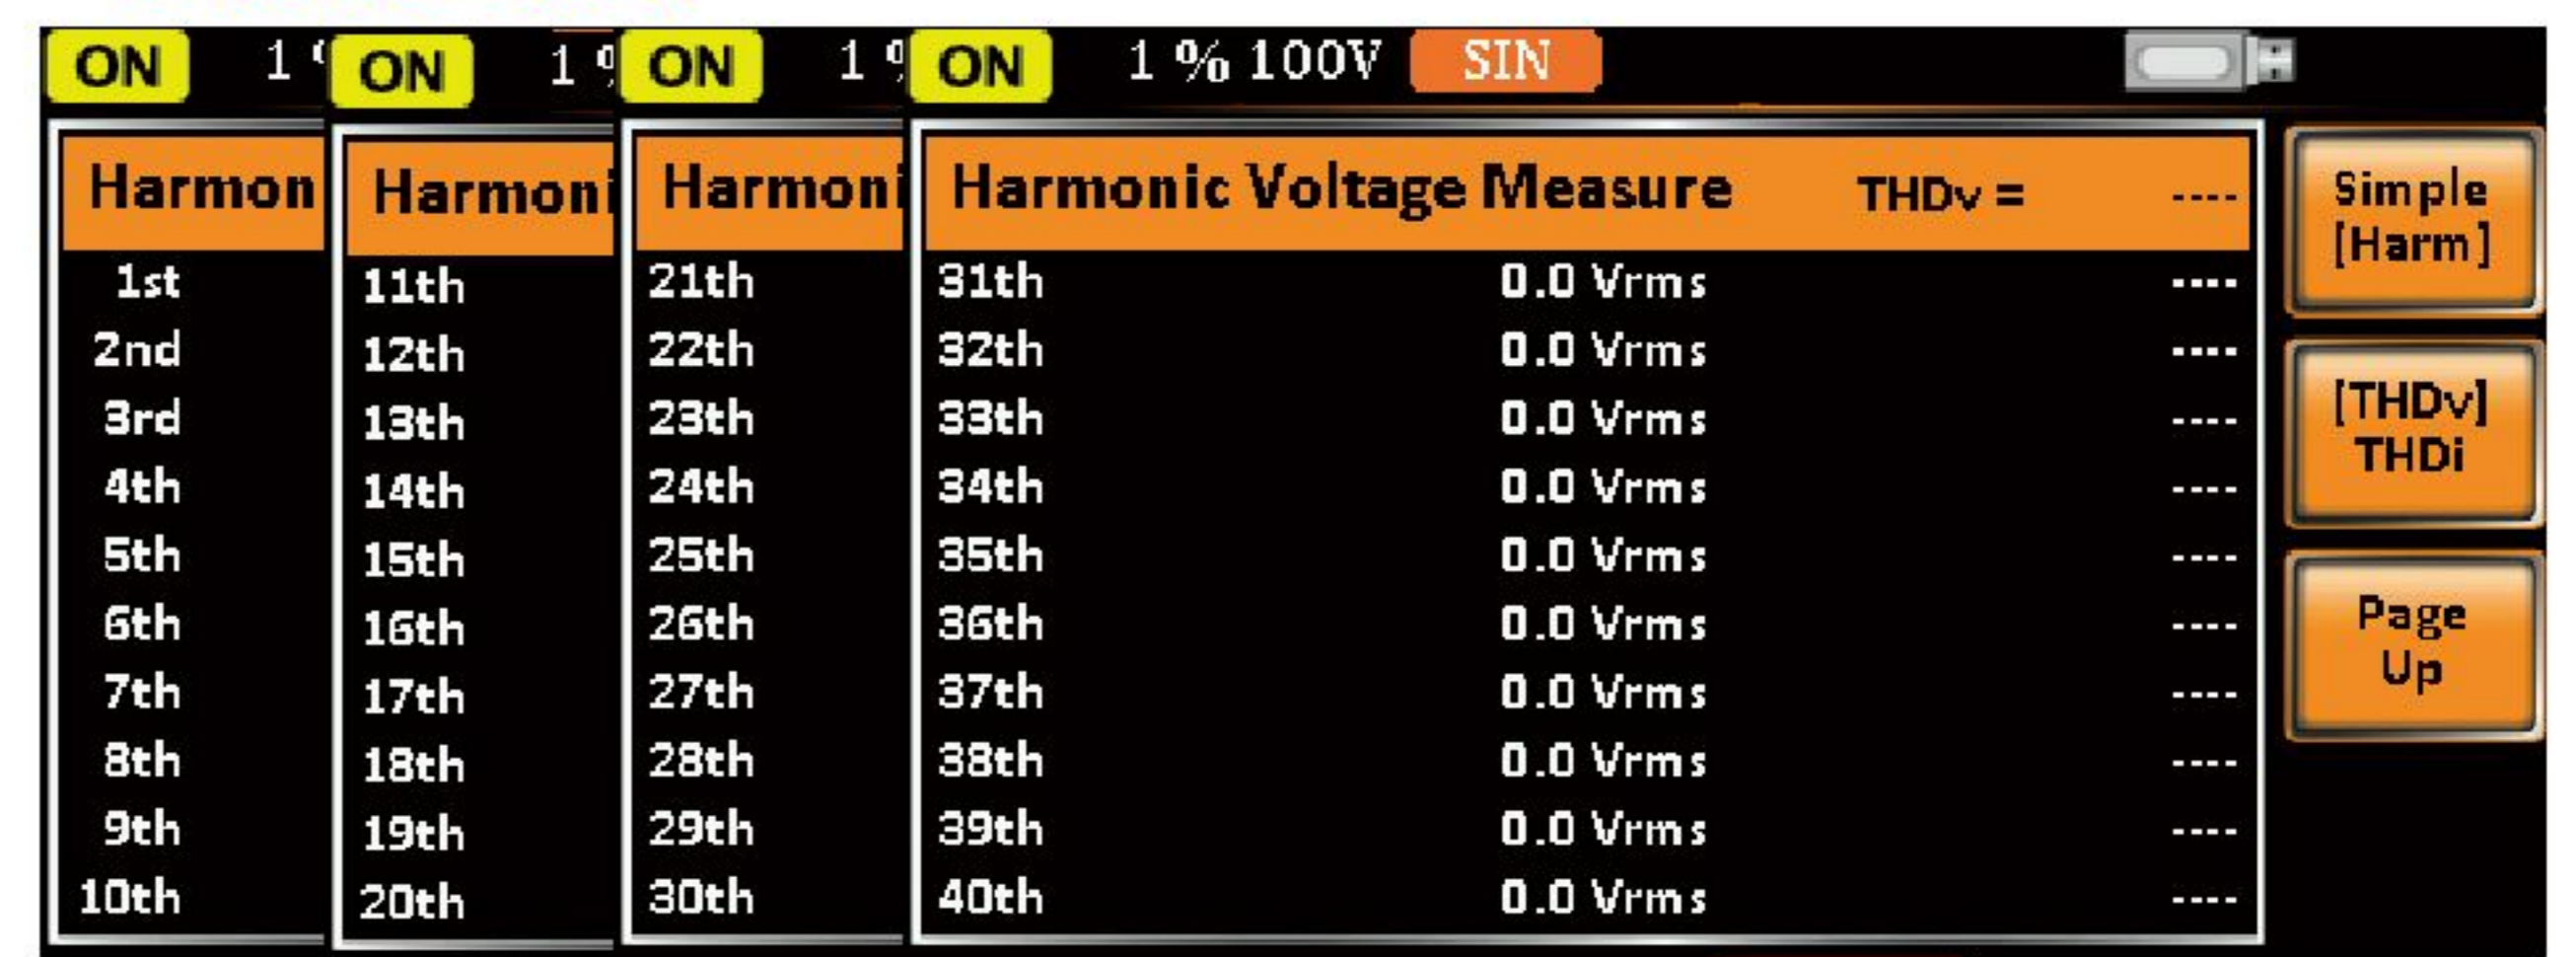 ON 1 % ON 1 % ON 1 % ON 1 % 100V SIN
Harmon Harmoni Harmoni Harmonic Voltage Measure THDv = ----
1st 11th 21th 31th 0.0 Vrms ----
2nd 12th 22th 32th 0.0 Vrms ----
3rd 13th 23th 33th 0.0 Vrms ----
4th 14th 24th 34th 0.0 Vrms ----
5th 15th 25th 35th 0.0 Vrms ----
6th 16th 26th 36th 0.0 Vrms ----
7th 17th 27th 37th 0.0 Vrms ----
8th 18th 28th 38th 0.0 Vrms ----
9th 19th 29th 39th 0.0 Vrms ----
10th 20th 30th 40th 0.0 Vrms ----
Simple
[Harm]
[THDv]
THDi
Page
Up